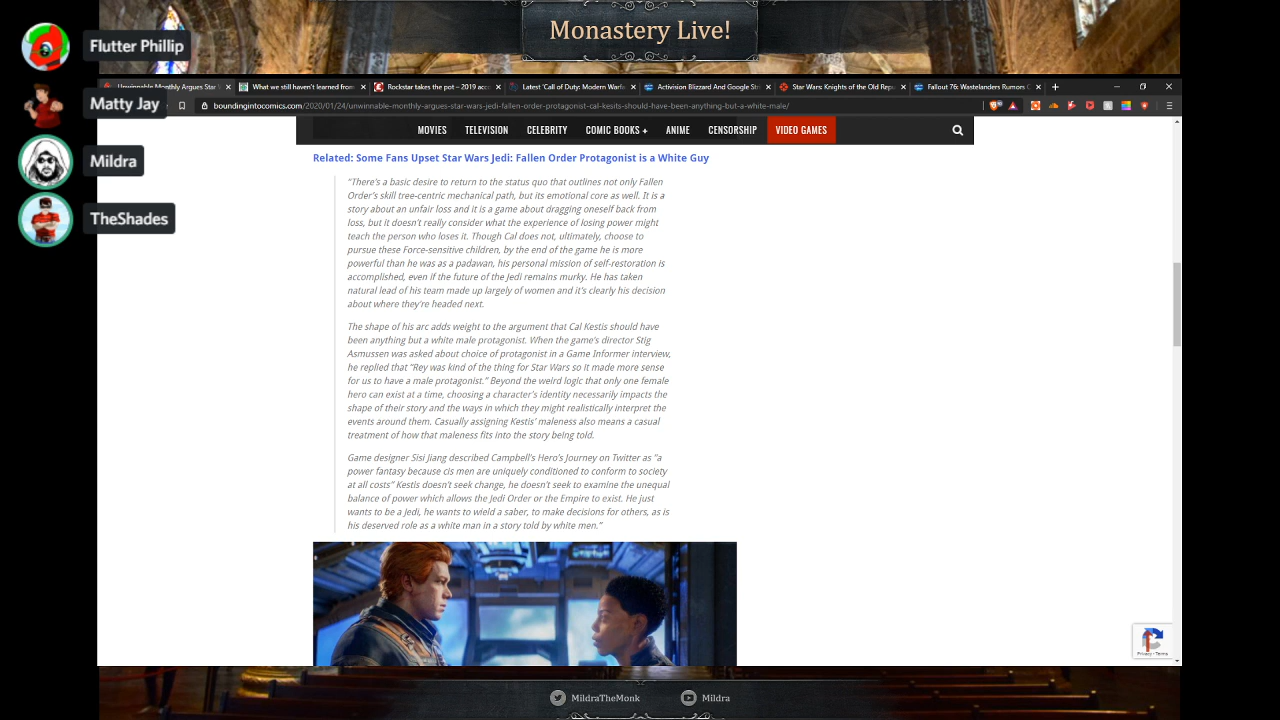 Monastery Live!
Flutter Phillip
Matty Jay
Mildra
TheShades
Unwinnable Monthly Argues Star
What we still haven't learned from
Rockstar takes the pot – 2019 acc
Latest 'Call of Duty: Modern Warf
Activision Blizzard And Google Str
Star Wars: Knights of the Old Rep
Fallout 76: Wastelanders Rumors
boundingintocomics.com/2020/01/24/unwinnable-monthly-argues-star-wars-jedi-fallen-order-protagonist-cal-kesits-should-have-been-anything-but-a-white-male/
MOVIES TELEVISION CELEBRITY COMIC BOOKS + ANIME CENSORSHIP VIDEO GAMES
Related: Some Fans Upset Star Wars Jedi: Fallen Order Protagonist is a White Guy
"There's a basic desire to return to the status quo that outlines not only Fallen
Order's skill tree-centric mechanical path, but its emotional core as well. It is a
story about an unfair loss and it is a game about dragging oneself back from
loss, but it doesn't really consider what the experience of losing power might
teach the person who loses it. Though Cal does not, ultimately, choose to
pursue these Force-sensitive children, by the end of the game he is more
powerful than he was as a padawan, his personal mission of self-restoration is
accomplished, even if the future of the Jedi remains murky. He has taken
natural lead of his team made up largely of women and it's clearly his decision
about where they're headed next.
The shape of his arc adds weight to the argument that Cal Kestis should have
been anything but a white male protagonist. When the game's director Stig
Asmussen was asked about choice of protagonist in a Game Informer interview,
he replied that "Rey was kind of the thing for Star Wars so it made more sense
for us to have a male protagonist." Beyond the weird logic that only one female
hero can exist at a time, choosing a character's identity necessarily impacts the
shape of their story and the ways in which they might realistically interpret the
events around them. Casually assigning Kestis' maleness also means a casual
treatment of how that maleness fits into the story being told.
Game designer Sisi Jiang described Campbell's Hero's Journey on Twitter as "a
power fantasy because cis men are uniquely conditioned to conform to society
at all costs" Kestis doesn't seek change, he doesn't seek to examine the unequal
balance of power which allows the Jedi Order or the Empire to exist. He just
wants to be a Jedi, he wants to wield a saber, to make decisions for others, as is
his deserved role as a white man in a story told by white men."
Privacy - Terms
MildraTheMonk
Mildra